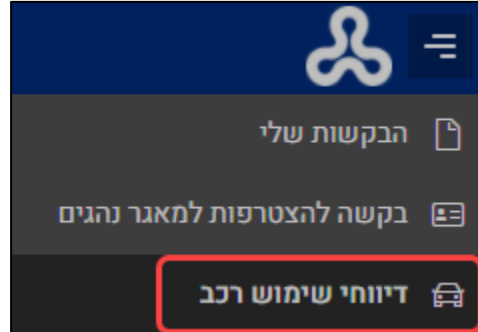 הבקשות שלי
בקשה להצטרפות למאגר נהגים
דיווחי שימוש רכב